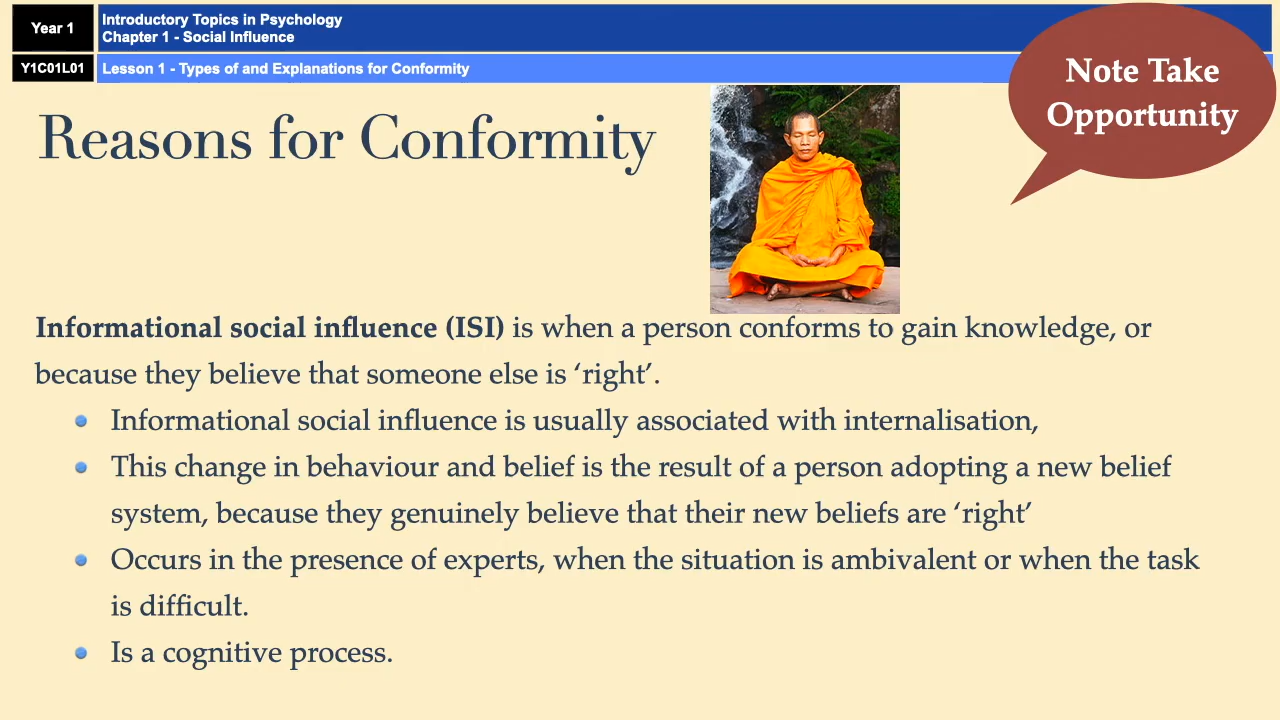 Year 1
Introductory Topics in Psychology
Chapter 1 - Social Influence
Y1C01L01
Lesson 1 - Types of and Explanations for Conformity
Note Take
Opportunity
Reasons for Conformity
Informational social influence (ISI) is when a person conforms to gain knowledge, or
because they believe that someone else is ‘right’.
Informational social influence is usually associated with internalisation,
This change in behaviour and belief is the result of a person adopting a new belief
system, because they genuinely believe that their new beliefs are ‘right’
Occurs in the presence of experts, when the situation is ambivalent or when the task
is difficult.
Is a cognitive process.